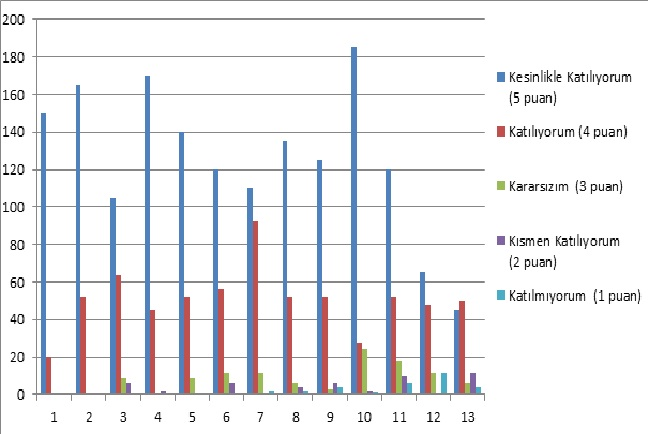 200
180
160
140
120
100
80
60
40
20
0
1 2 3 4 5 6 7 8 9 10 11 12 13
Kesinlikle Katılıyorum
(5 puan)
Katılıyorum (4 puan)
Kararsızım (3 puan)
Kısmen Katılıyorum
(2 puan)
Katılmıyorum (1 puan)